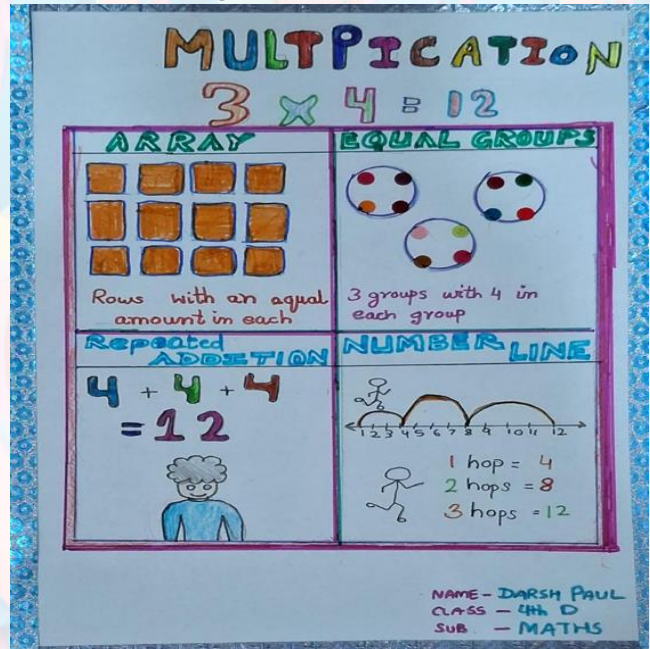 MULTPICATION
3 x 4 = 12
ARRAY
Rows with an aqual
amount in each
EQUAL GROUPS
3 groups with 4 in
each group
Repeated
ADDITION
4 + 4 + 4
= 12
NUMBER LINE
1 2 3 4 5 6 7 8 9 10 11 12
1 hop = 4
2 hops = 8
3 hops = 12
NAME - DARSH PAUL
CLASS - 4th D
SUB - MATHS